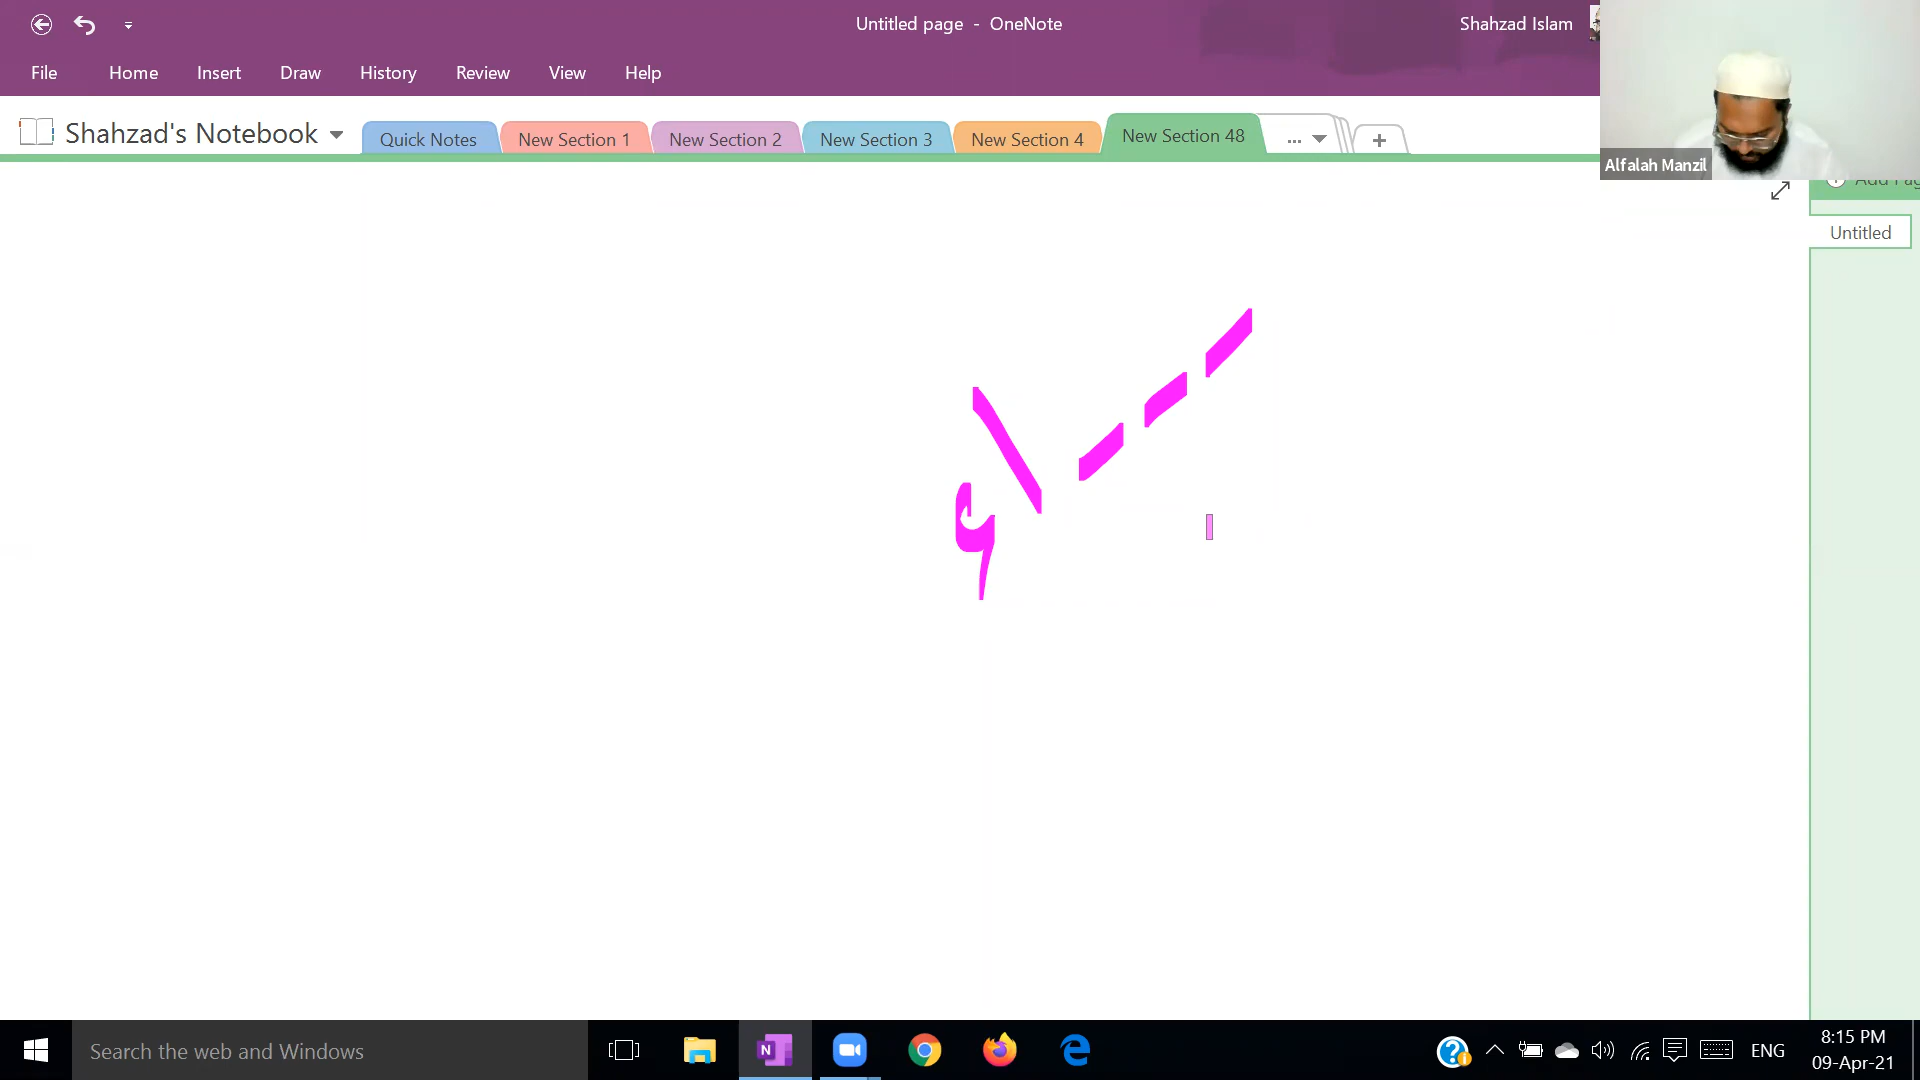 Untitled page - OneNote
Shahzad Islam
File Home Insert Draw History Review View Help
Shahzad's Notebook
Quick Notes
New Section 1
New Section 2
New Section 3
New Section 4
New Section 48
...
Alfalah Manzil
Untitled
Search the web and Windows
ENG
8:15 PM
09-Apr-21